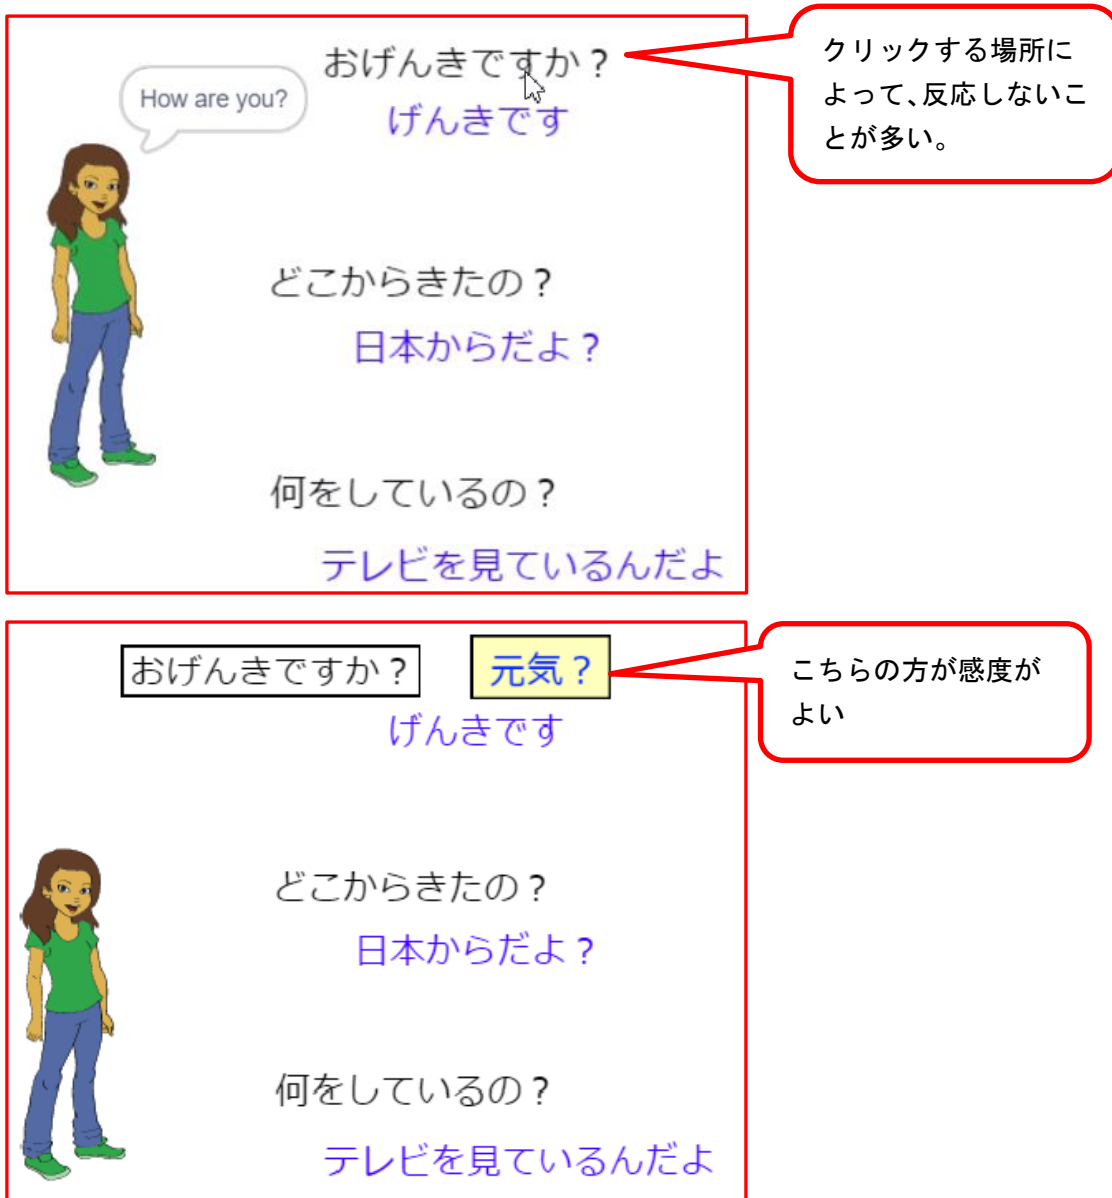 おげんきですか？
How are you?
げんきです
どこからきたの？
日本からだよ？
何をしているの？
テレビを見ているんだよ
クリックする場所に
よって、反応しないこ
とが多い。
おげんきですか？
元気？
げんきです
どこからきたの？
日本からだよ？
何をしているの？
テレビを見ているんだよ
こちらの方が感度が
よい